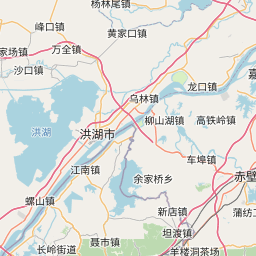 杨林尾镇
峰口镇
黄家口镇
万全镇
家场镇
沙口镇
龙口镇
乌林镇
洪湖
柳山湖镇
高铁岭镇
洪湖市
车埠镇
江南镇
余家桥乡
赤壁
螺山镇
新店镇
蒲纺工
聂市镇
坦渡镇
长岭街道
羊楼洞茶场